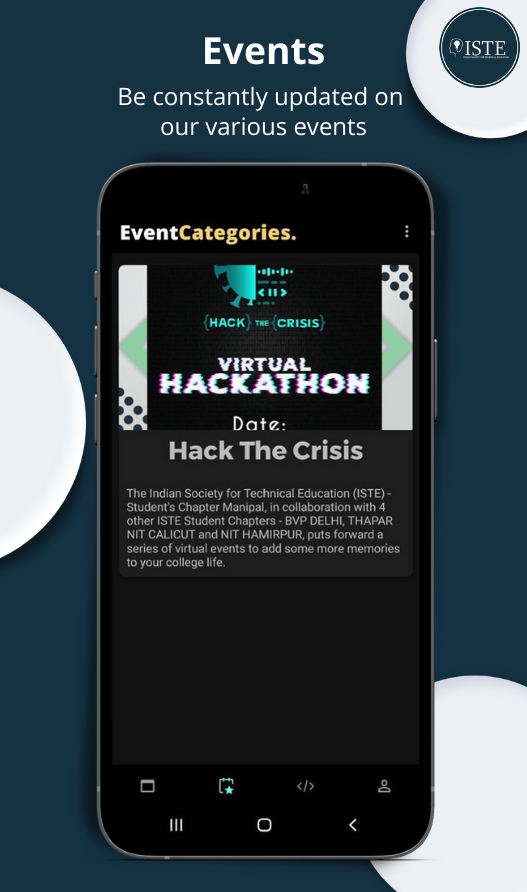 ISTE
Events
Be constantly updated on
our various events
EventCategories.
{HACK} THE {CRISIS}
VIRTUAL
HACKATHON
Date:
Hack The Crisis
The Indian Society for Technical Education (ISTE) -
Student's Chapter Manipal, in collaboration with 4
other ISTE Student Chapters - BVP DELHI, THAPAR
NIT CALICUT and NIT HAMIRPUR, puts forward a
series of virtual events to add some more memories
to your college life.